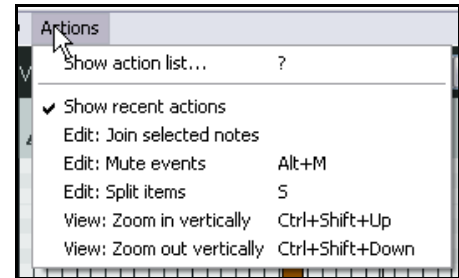 Actions
Show action list... ?
Show recent actions
Edit: Join selected notes
Edit: Mute events Alt+M
Edit: Split items S
View: Zoom in vertically Ctrl+Shift+Up
View: Zoom out vertically Ctrl+Shift+Down